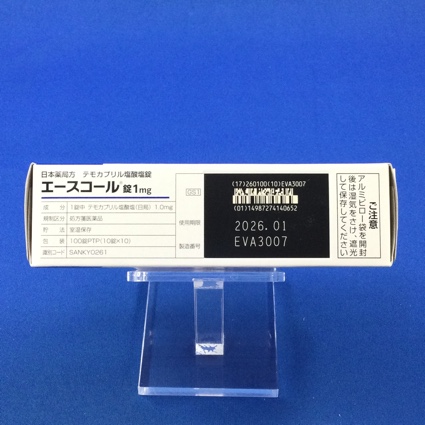 日本薬局方　テモカプリル塩酸塩錠
エースコール®錠1mg
成　分　1錠中 テモカプリル塩酸塩(日局) 1.0mg
規制区分　処方箋医薬品
貯　法　室温保存
包　装　100錠PTP(10錠×10)
識別コード　SANKYO261
使用期限
製造番号
(17)260100(10)EVA3007
(01)14987274140652
2026.01
EVA3007
ご注意
アルミピロー袋を開封
後は湿気をさけ、遮光
して保存してください